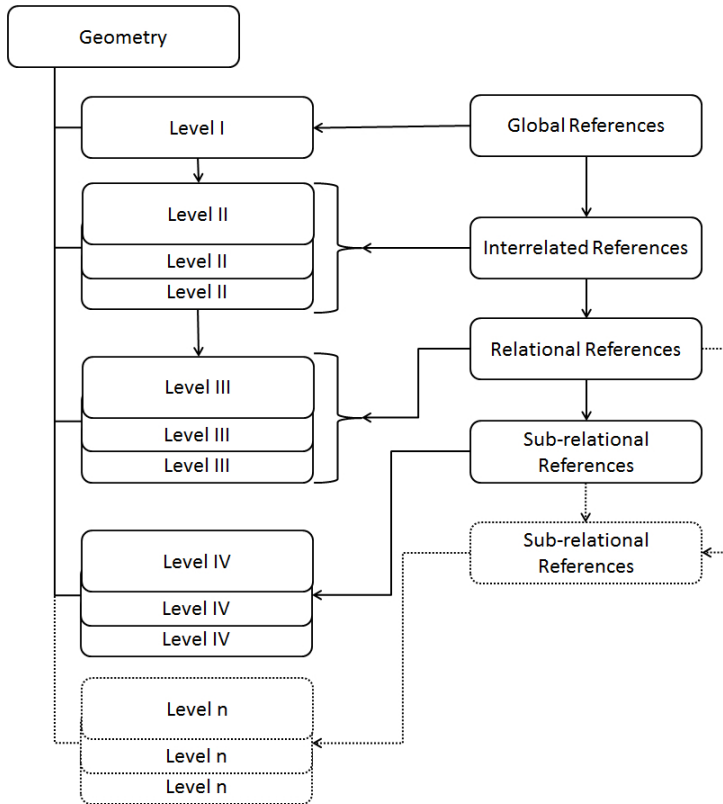 Geometry
Level I
Global References
Level II
Level II
Level II
Interrelated References
Level III
Level III
Level III
Relational References
Sub-relational
References
Level IV
Level IV
Level IV
Sub-relational
References
Level n
Level n
Level n